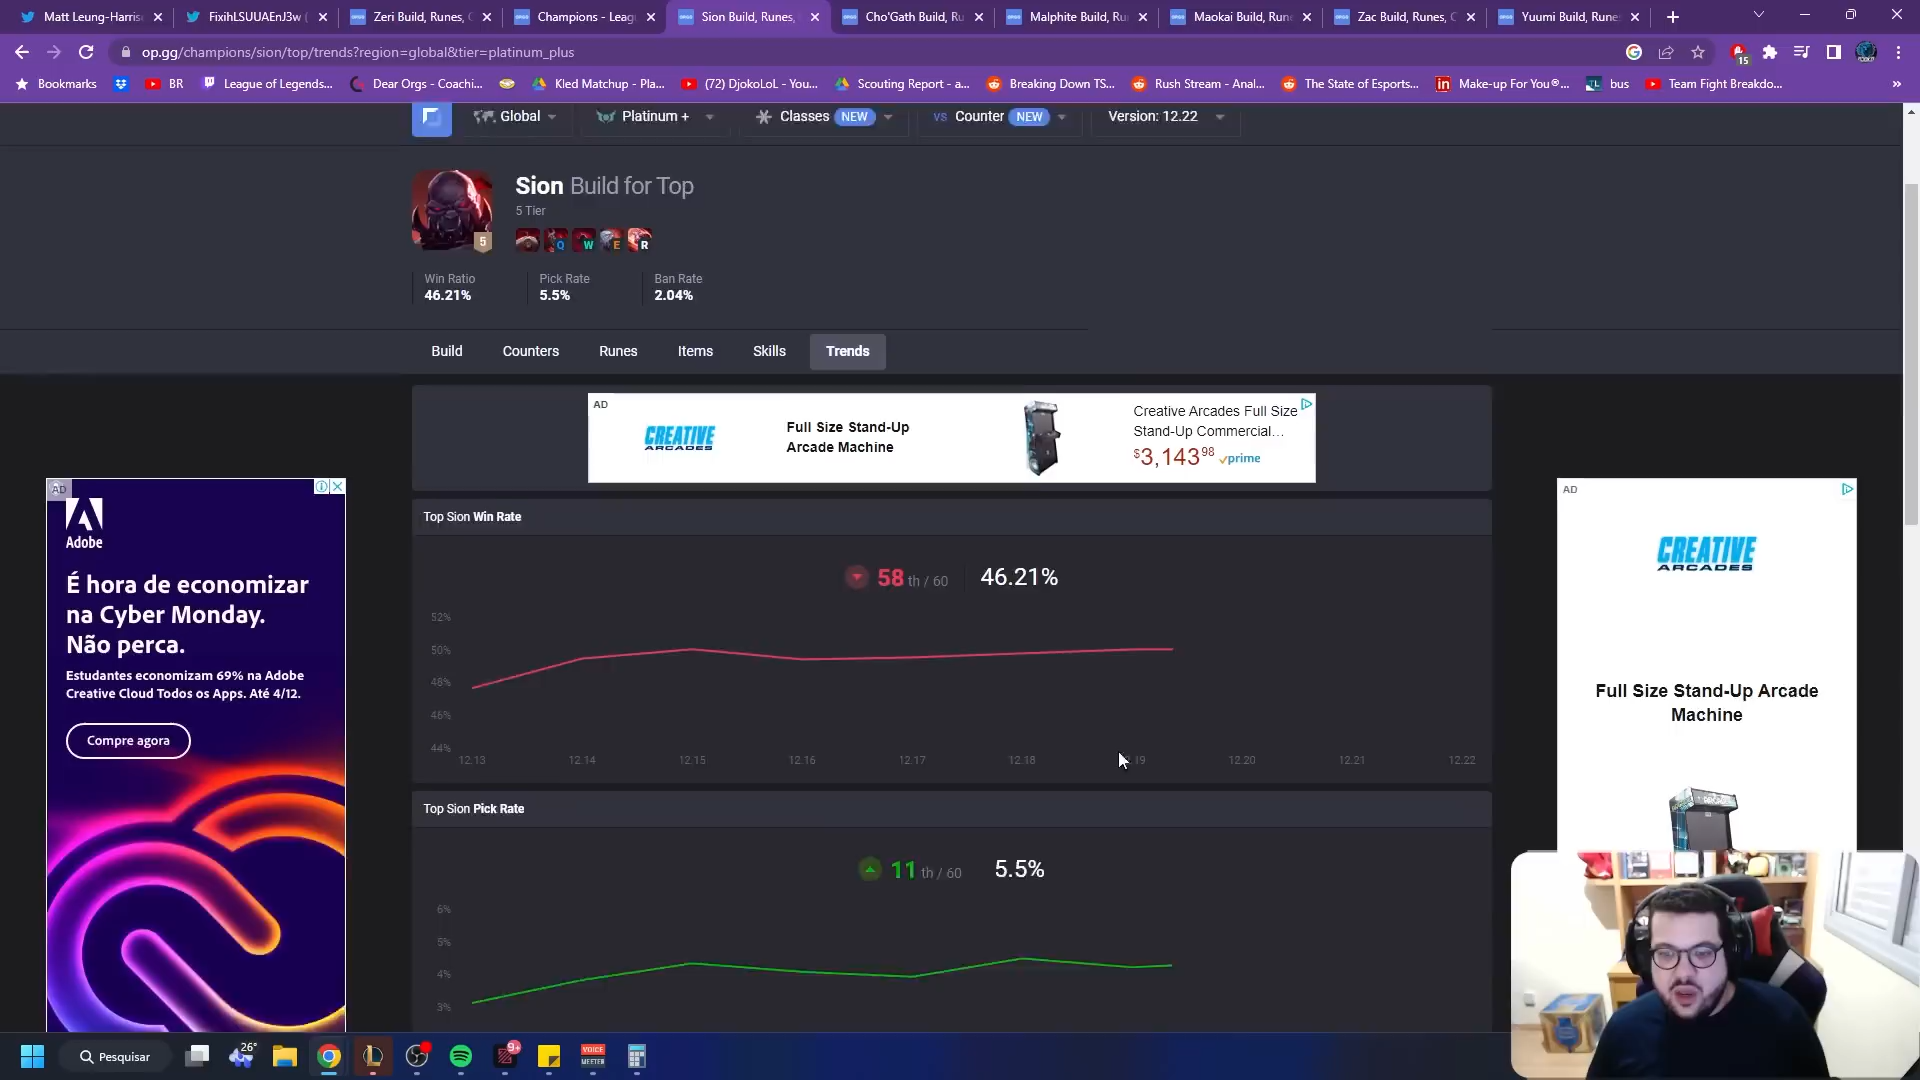 Matt Leung-Harris
FixihLSUUAEnJ3w (
Zeri Build, Runes, C
Champions - Leag
Sion Build, Runes,
Cho'Gath Build, Ru
Malphite Build, Ru
Maokai Build, Rune
Zac Build, Runes, C
Yuumi Build, Rune
op.gg/champions/sion/top/trends?region=global&tier=platinum_plus
15
Bookmarks
BR
League of Legends...
Dear Orgs - Coachi...
Kled Matchup - Pla...
(72) DjokoLoL - You...
Scouting Report - a...
Breaking Down TS...
Rush Stream - Anal...
The State of Esports...
Make-up For You®...
bus
Team Fight Breakdo...
Global
Platinum +
Classes NEW
VS Counter NEW
Version: 12.22
Sion Build for Top
5 Tier
5
Q W E R
Win Ratio Pick Rate Ban Rate
46.21% 5.5% 2.04%
Build Counters Runes Items Skills Trends
AD
CREATIVE
ARCADES
Full Size Stand-Up
Arcade Machine
Creative Arcades Full Size
Stand-Up Commercial...
$3,143.98 prime
Top Sion Win Rate
58 th / 60 46.21%
52%
50%
48%
46%
44%
12.13 12.14 12.15 12.16 12.17 12.18 19 12.20 12.21 12.22
Top Sion Pick Rate
11 th / 60 5.5%
6%
5%
4%
3%
AD
Adobe
É hora de economizar
na Cyber Monday.
Não perca.
Estudantes economizam 69% na Adobe
Creative Cloud Todos os Apps. Até 4/12.
Compre agora
AD
CREATIVE
ARCADES
Full Size Stand-Up Arcade
Machine
Pesquisar
26°
9+
VOICE
MEETER